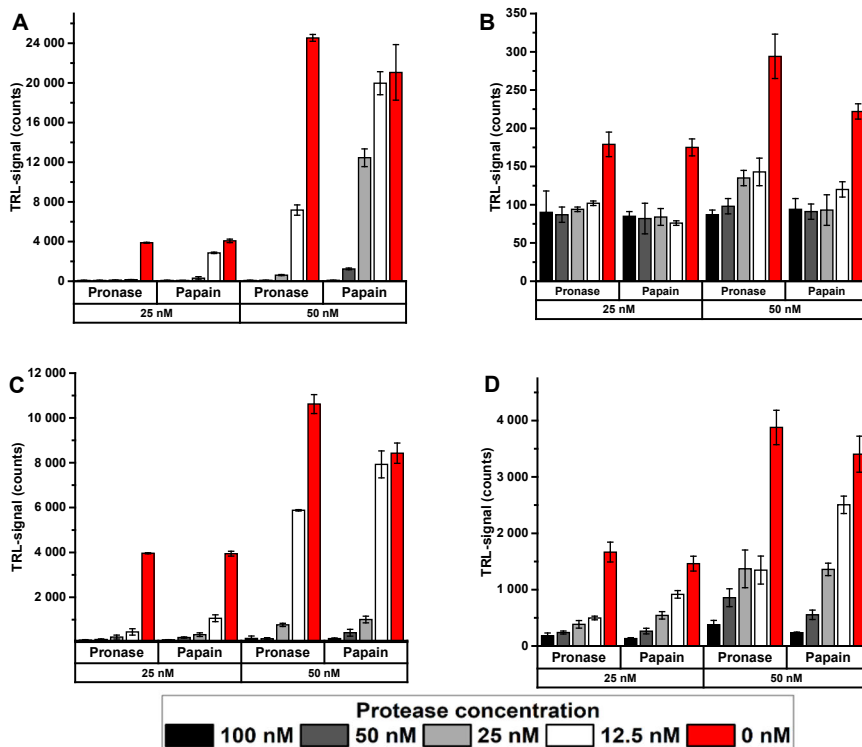 A
TRL-signal (counts)
24 000
20 000
16 000
12 000
8 000
4 000
0
Pronase Papain Pronase Papain
25 nM 50 nM
B
TRL-signal (counts)
350
300
250
200
150
100
50
0
Pronase Papain Pronase Papain
25 nM 50 nM
C
TRL-signal (counts)
12 000
10 000
8 000
6 000
4 000
2 000
Pronase Papain Pronase Papain
25 nM 50 nM
D
TRL-signal (counts)
4 000
3 000
2 000
1 000
0
Pronase Papain Pronase Papain
25 nM 50 nM
Protease concentration
100 nM 50 nM 25 nM 12.5 nM 0 nM